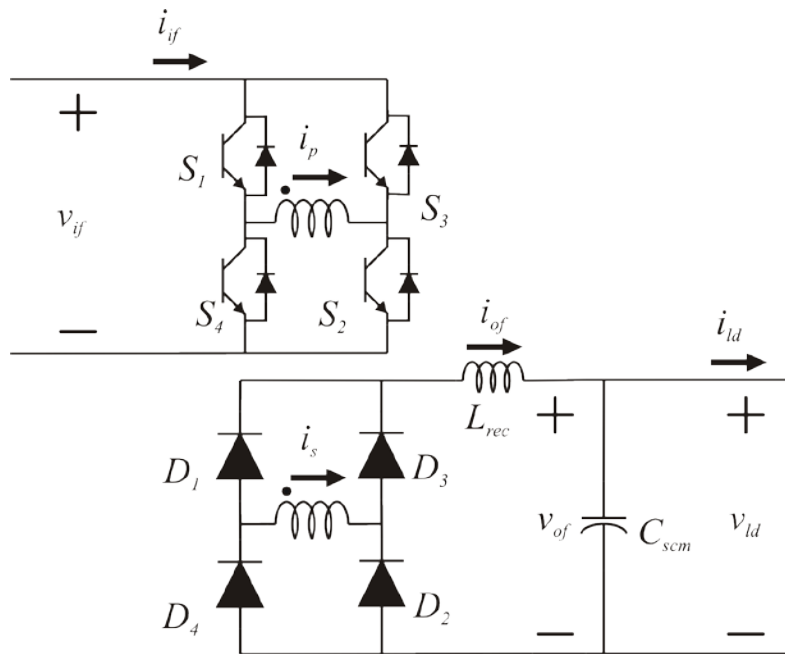 i_if
+
S_1
i_p
v_if
S_3
S_4
S_2
−
i_of
i_ld
L_rec
+
+
i_s
D_1
D_3
v_of
C_scm
v_ld
D_4
D_2
−
−